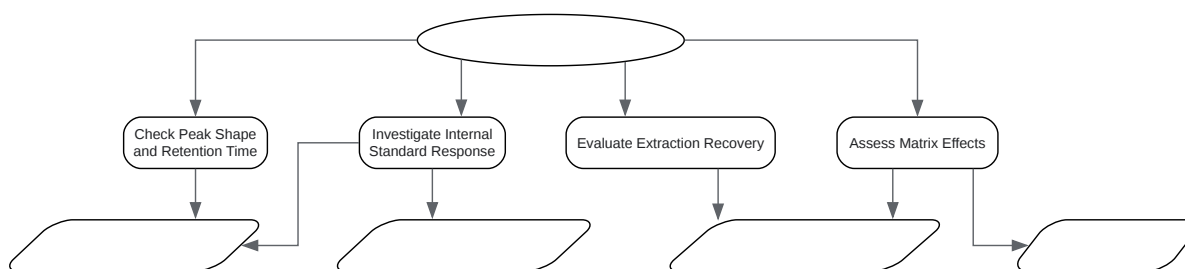 Check Peak Shape
and Retention Time
Investigate Internal
Standard Response
Evaluate Extraction Recovery
Assess Matrix Effects